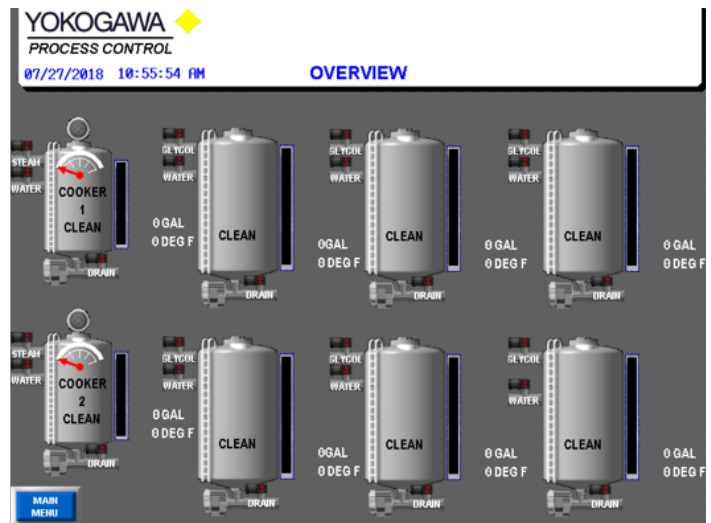 YOKOGAWA
PROCESS CONTROL
07/27/2018 10:55:54 AM
OVERVIEW
STEAM
WATER
COOKER
1
CLEAN
DRAIN
GLYCOL
WATER
0 GAL
0 DEG F
CLEAN
DRAIN
GLYCOL
WATER
0GAL
0 DEG F
CLEAN
DRAIN
GLYCOL
WATER
0 GAL
0 DEG F
CLEAN
DRAIN
0 GAL
0 DEG F
STEAM
WATER
COOKER
2
CLEAN
DRAIN
GLYCOL
WATER
0 GAL
0 DEG F
CLEAN
DRAIN
GLYCOL
WATER
0GAL
0 DEG F
CLEAN
DRAIN
GLYCOL
WATER
0 GAL
0 DEG F
CLEAN
DRAIN
0 GAL
0 DEG F
MAIN
MENU